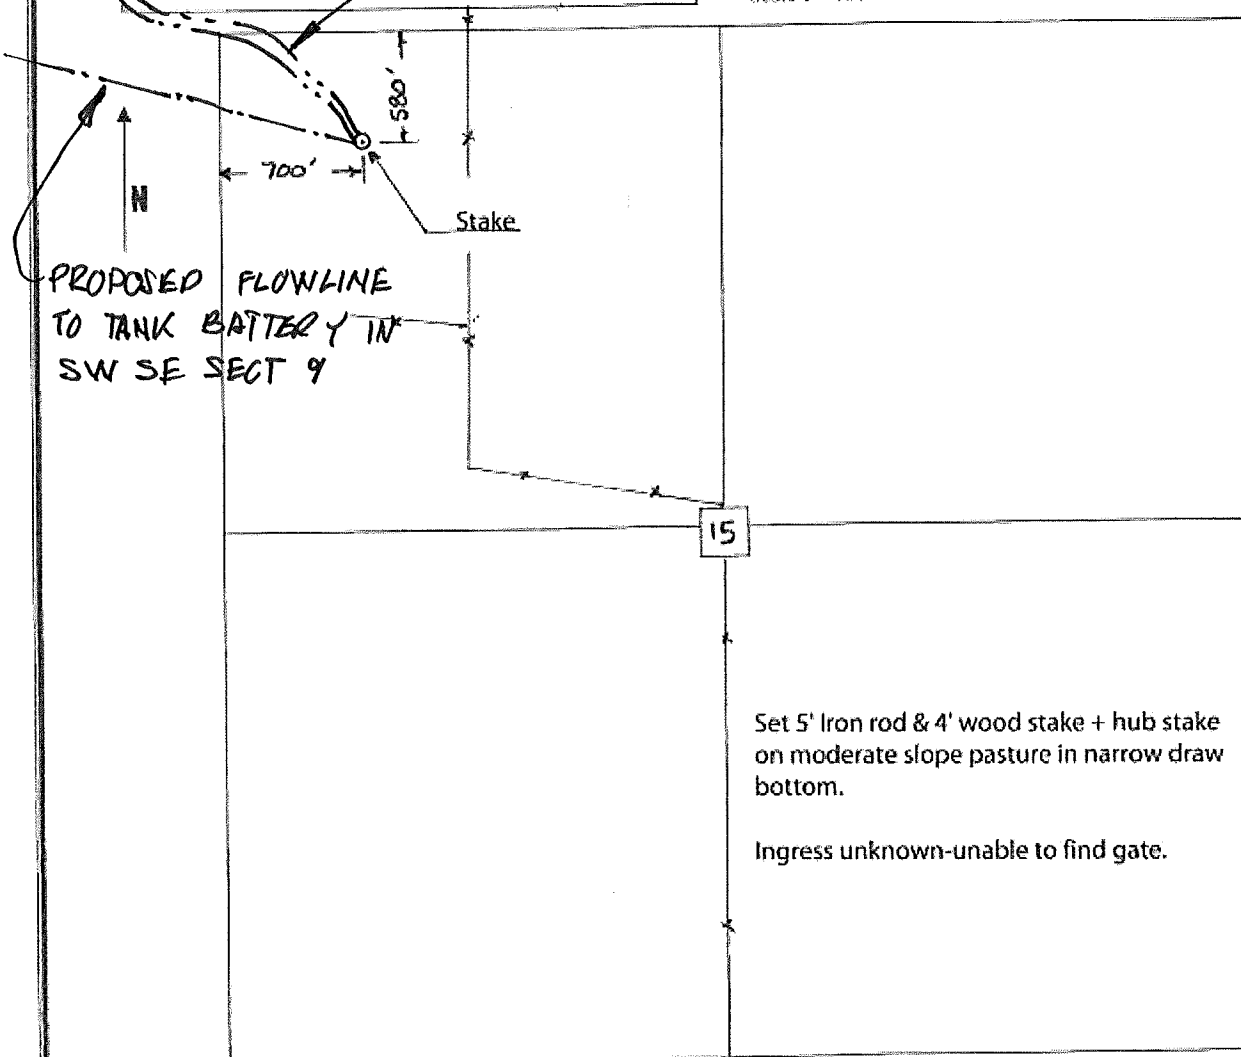 580'
700'
N
Stake
PROPOSED FLOWLINE
TO TANK BATTERY IN
SW SE SECT 9
15
Set 5' Iron rod & 4' wood stake + hub stake
on moderate slope pasture in narrow draw
bottom.
Ingress unknown-unable to find gate.